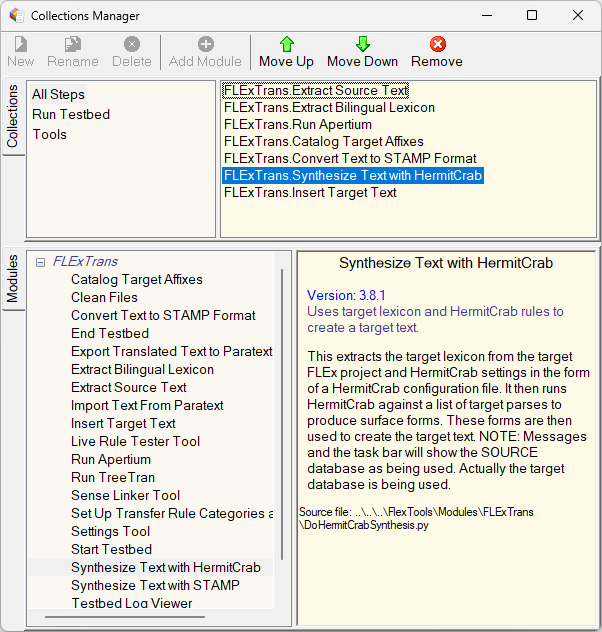 Collections Manager
New Rename Delete Add Module Move Up Move Down Remove
Collections
All Steps
Run Testbed
Tools
FLExTrans.Extract Source Text
FLExTrans.Extract Bilingual Lexicon
FLExTrans.Run Apertium
FLExTrans.Catalog Target Affixes
FLExTrans.Convert Text to STAMP Format
FLExTrans.Synthesize Text with HermitCrab
FLExTrans.Insert Target Text
Modules
FLExTrans
Catalog Target Affixes
Clean Files
Convert Text to STAMP Format
End Testbed
Export Translated Text to Paratext
Extract Bilingual Lexicon
Extract Source Text
Import Text From Paratext
Insert Target Text
Live Rule Tester Tool
Run Apertium
Run TreeTran
Sense Linker Tool
Set Up Transfer Rule Categories a
Settings Tool
Start Testbed
Synthesize Text with HermitCrab
Synthesize Text with STAMP
Testbed Log Viewer
Synthesize Text with HermitCrab
Version: 3.8.1
Uses target lexicon and HermitCrab rules to
create a target text.
This extracts the target lexicon from the target
FLEx project and HermitCrab settings in the form
of a HermitCrab configuration file. It then runs
HermitCrab against a list of target parses to
produce surface forms. These forms are then
used to create the target text. NOTE: Messages
and the task bar will show the SOURCE
database as being used. Actually the target
database is being used.
Source file: ..\..\..\FlexTools\Modules\FLExTrans
\DoHermitCrabSynthesis.py